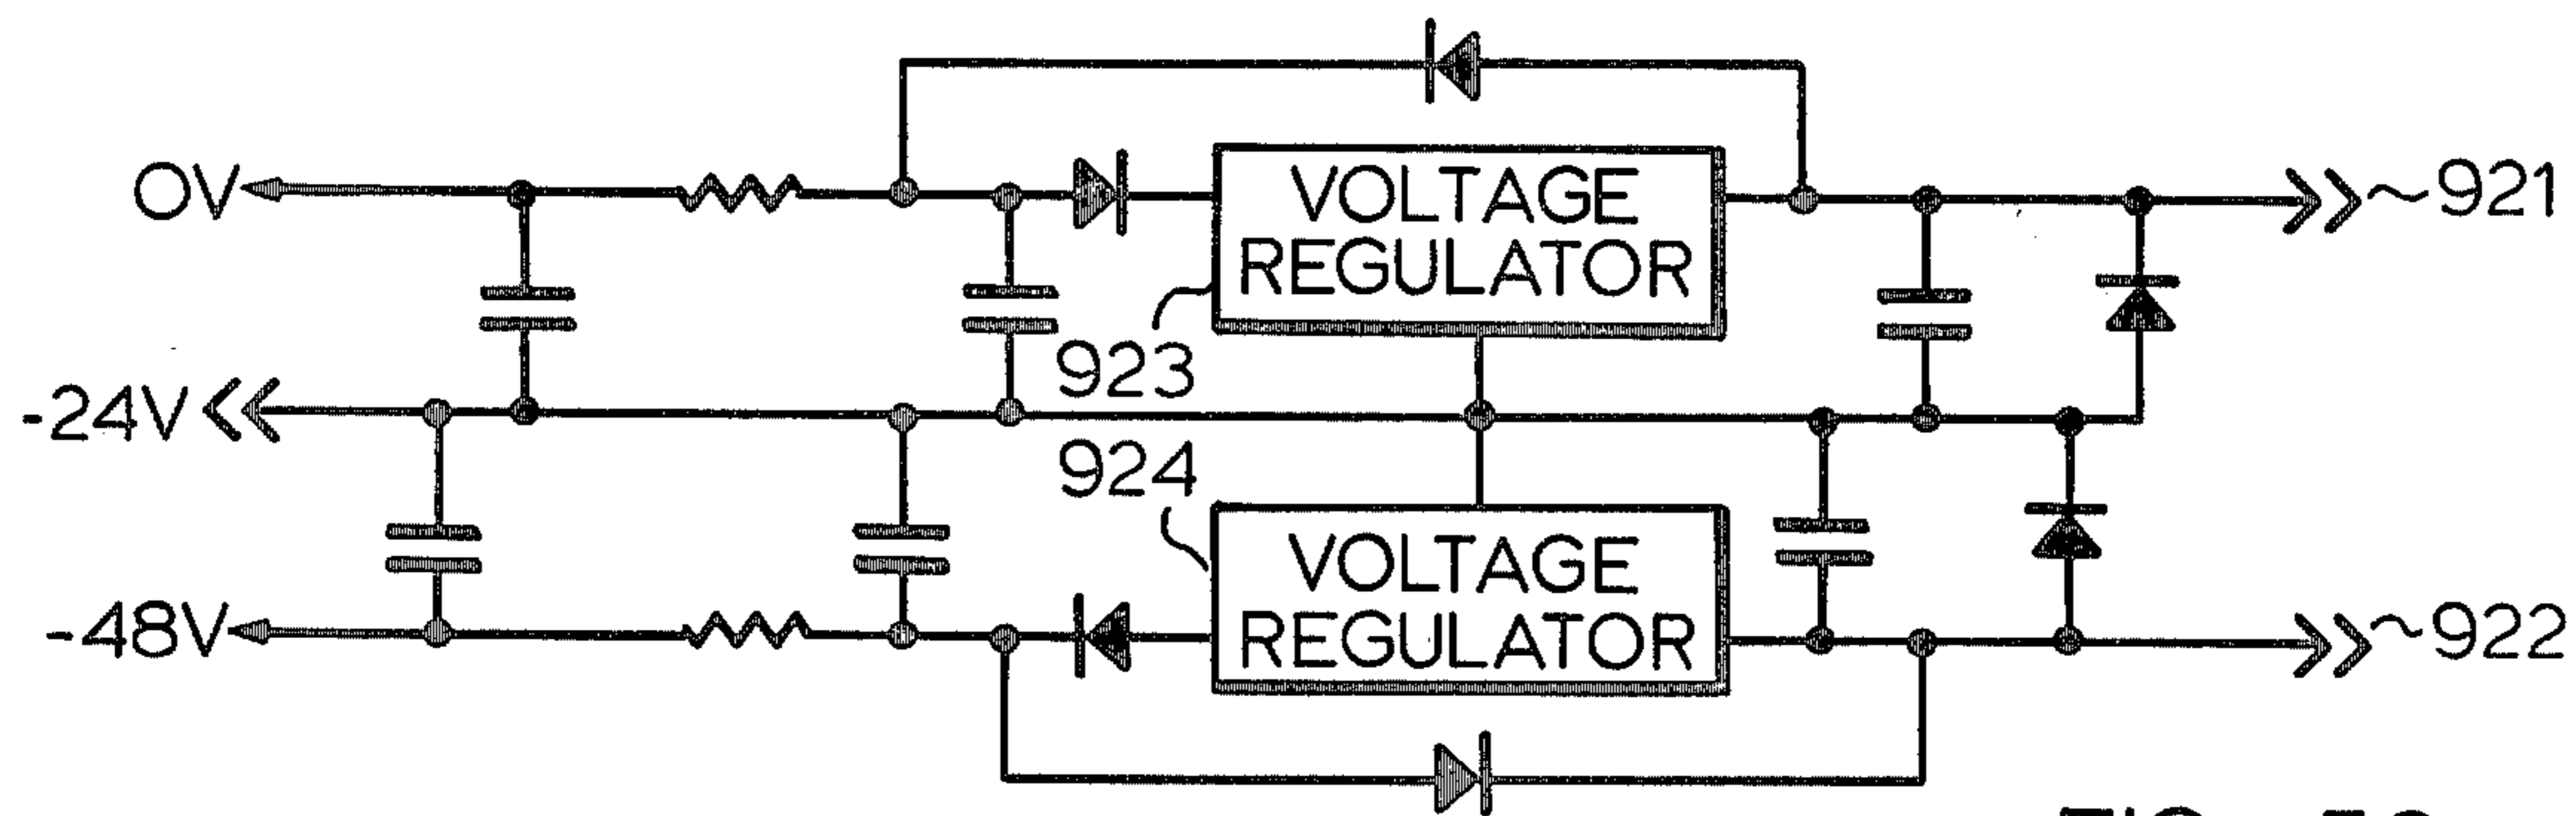 0V
VOLTAGE
REGULATOR
~921
923
-24V
924
VOLTAGE
REGULATOR
-48V
~922